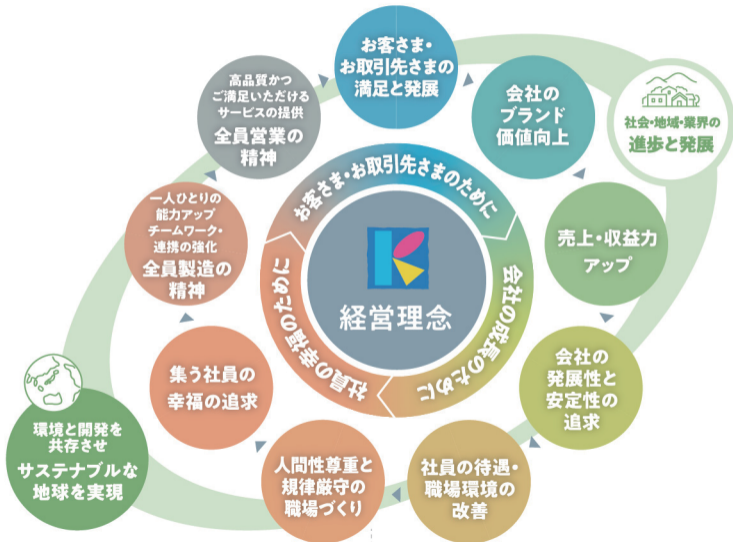 お客さま・
お取引先さまの
満足と発展
会社の
ブランド
価値向上
社会・地域・業界の
進歩と発展
売上・収益力
アップ
会社の
発展性と
安定性の
追求
社員の待遇・
職場環境の
改善
人間性尊重と
規律厳守の
職場づくり
環境と開発を
共存させ
サステナブルな
地球を実現
集う社員の
幸福の追求
一人ひとりの
能力アップ
チームワーク・
連携の強化
全員製造の
精神
高品質かつ
ご満足いただける
サービスの提供
全員営業の
精神
お客さま・お取引先さまのために
会社の成長のために
社員の幸福のために
経営理念